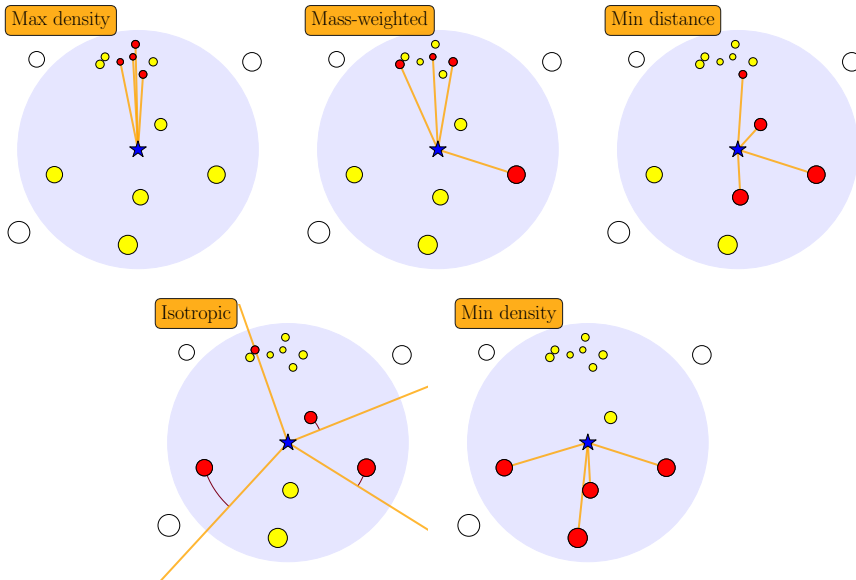 Max density
Mass-weighted
Min distance
Isotropic
Min density